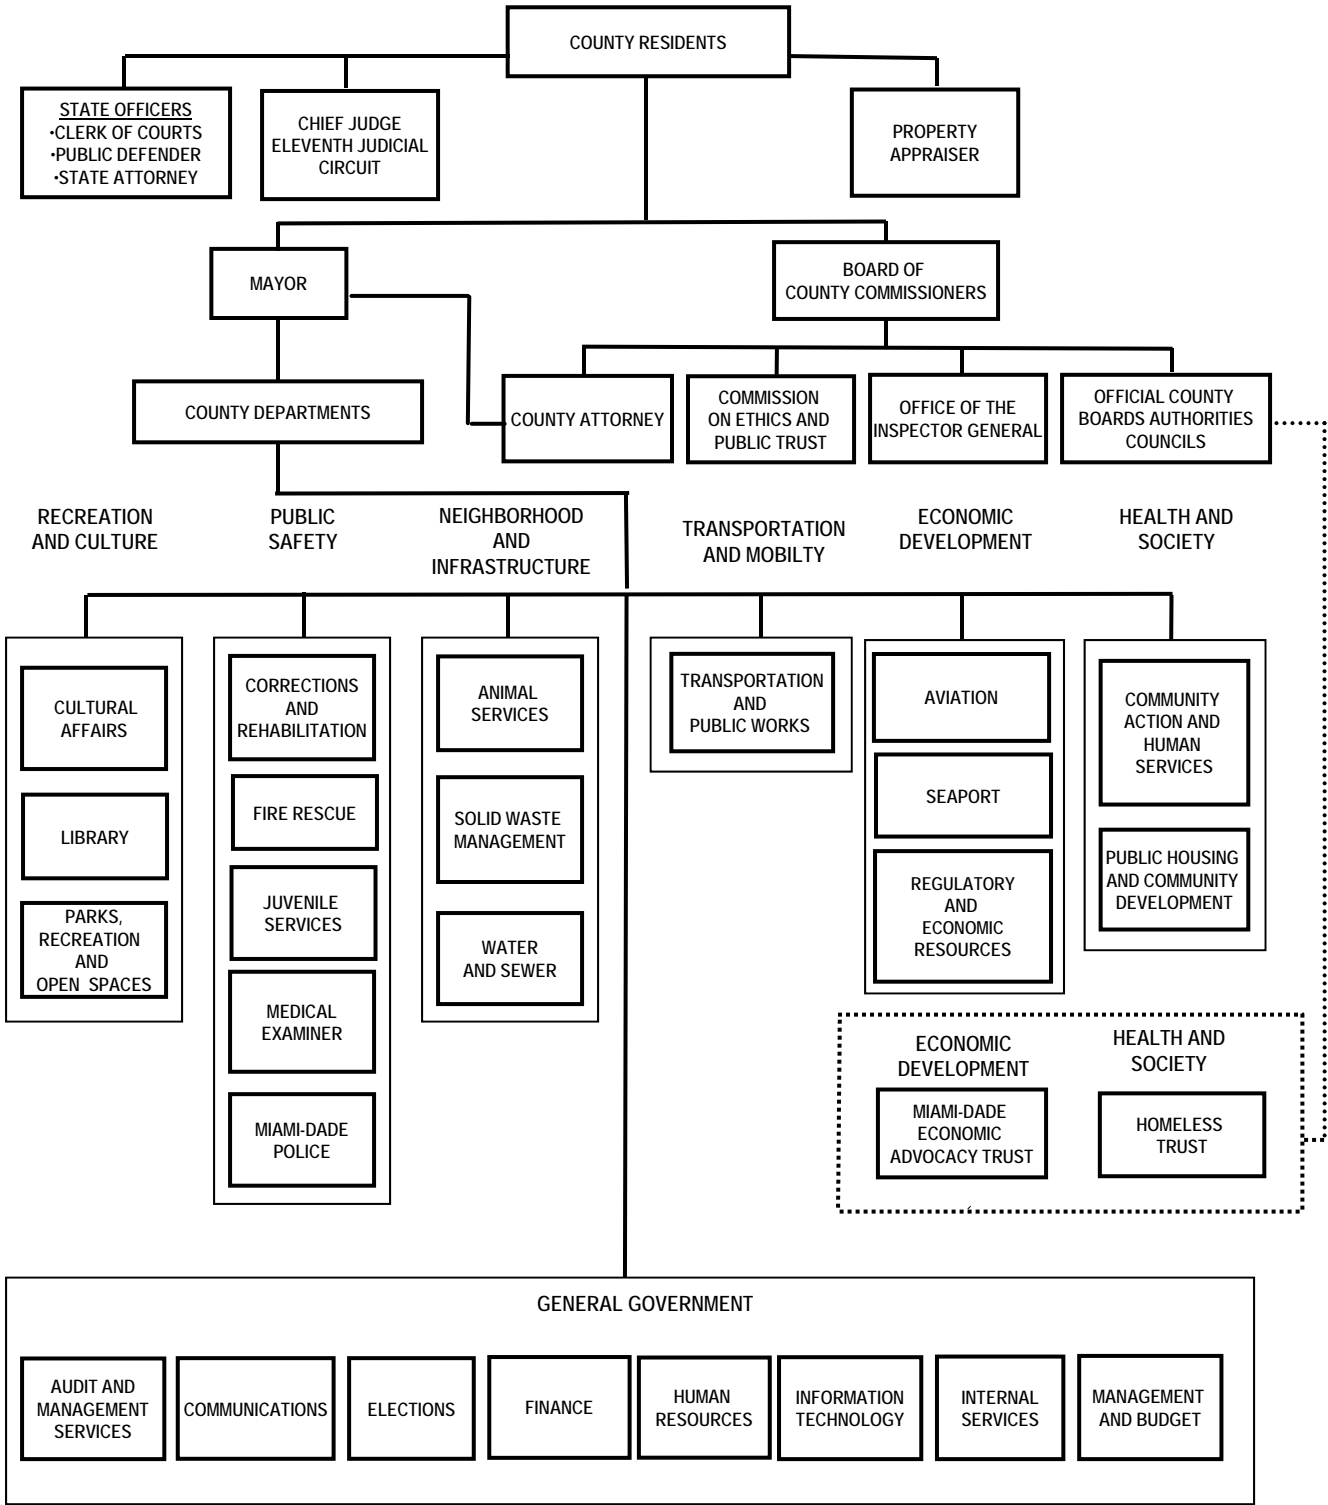 COUNTY RESIDENTS
STATE OFFICERS
•CLERK OF COURTS
•PUBLIC DEFENDER
•STATE ATTORNEY
CHIEF JUDGE
ELEVENTH JUDICIAL
CIRCUIT
PROPERTY
APPRAISER
MAYOR
BOARD OF
COUNTY COMMISSIONERS
COUNTY DEPARTMENTS
COUNTY ATTORNEY
COMMISSION
ON ETHICS AND
PUBLIC TRUST
OFFICE OF THE
INSPECTOR GENERAL
OFFICIAL COUNTY
BOARDS AUTHORITIES
COUNCILS
RECREATION
AND CULTURE
PUBLIC
SAFETY
NEIGHBORHOOD
AND
INFRASTRUCTURE
TRANSPORTATION
AND MOBILTY
ECONOMIC
DEVELOPMENT
HEALTH AND
SOCIETY
CULTURAL
AFFAIRS
LIBRARY
PARKS,
RECREATION
AND
OPEN SPACES
CORRECTIONS
AND
REHABILITATION
FIRE RESCUE
JUVENILE
SERVICES
MEDICAL
EXAMINER
MIAMI-DADE
POLICE
ANIMAL
SERVICES
SOLID WASTE
MANAGEMENT
WATER
AND SEWER
TRANSPORTATION
AND
PUBLIC WORKS
AVIATION
SEAPORT
REGULATORY
AND
ECONOMIC
RESOURCES
COMMUNITY
ACTION AND
HUMAN
SERVICES
PUBLIC HOUSING
AND COMMUNITY
DEVELOPMENT
ECONOMIC
DEVELOPMENT
MIAMI-DADE
ECONOMIC
ADVOCACY TRUST
HEALTH AND
SOCIETY
HOMELESS
TRUST
GENERAL GOVERNMENT
AUDIT AND
MANAGEMENT
SERVICES
COMMUNICATIONS
ELECTIONS
FINANCE
HUMAN
RESOURCES
INFORMATION
TECHNOLOGY
INTERNAL
SERVICES
MANAGEMENT
AND BUDGET